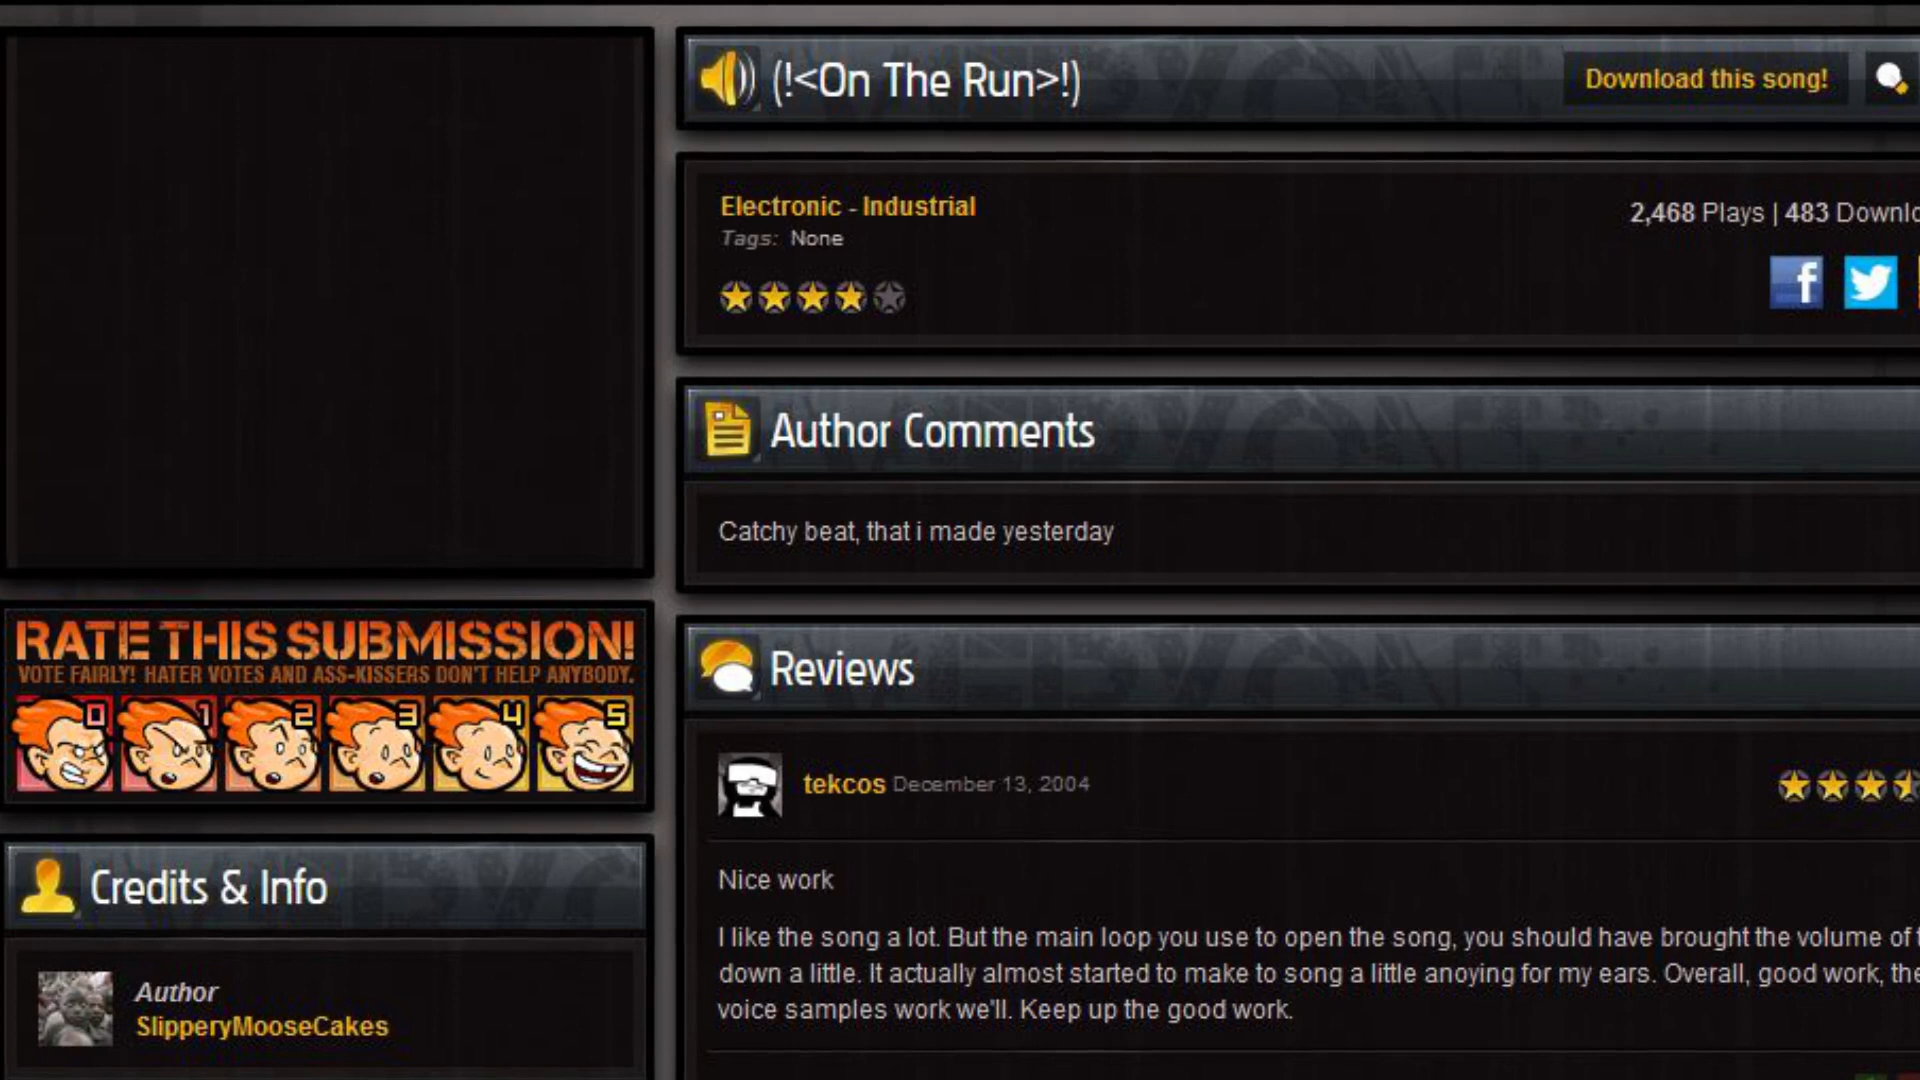 (!<On The Run>!)
Download this song!
Electronic - Industrial
Tags: None
2,468 Plays | 483
Author Comments
Catchy beat, that i made yesterday
RATE THIS SUBMISSION!
VOTE FAIRLY! HATER VOTES AND ASS-KISSERS DON'T HELP ANYBODY.
0 1 2 3 4 5
Reviews
tekcos December 13, 2004
Nice work
I like the song a lot. But the main loop you use to open the song, you should have brought the volume of
down a little. It actually almost started to make to song a little anoying for my ears. Overall, good work,
voice samples work we'll. Keep up the good work.
Credits & Info
Author
SlipperyMooseCakes